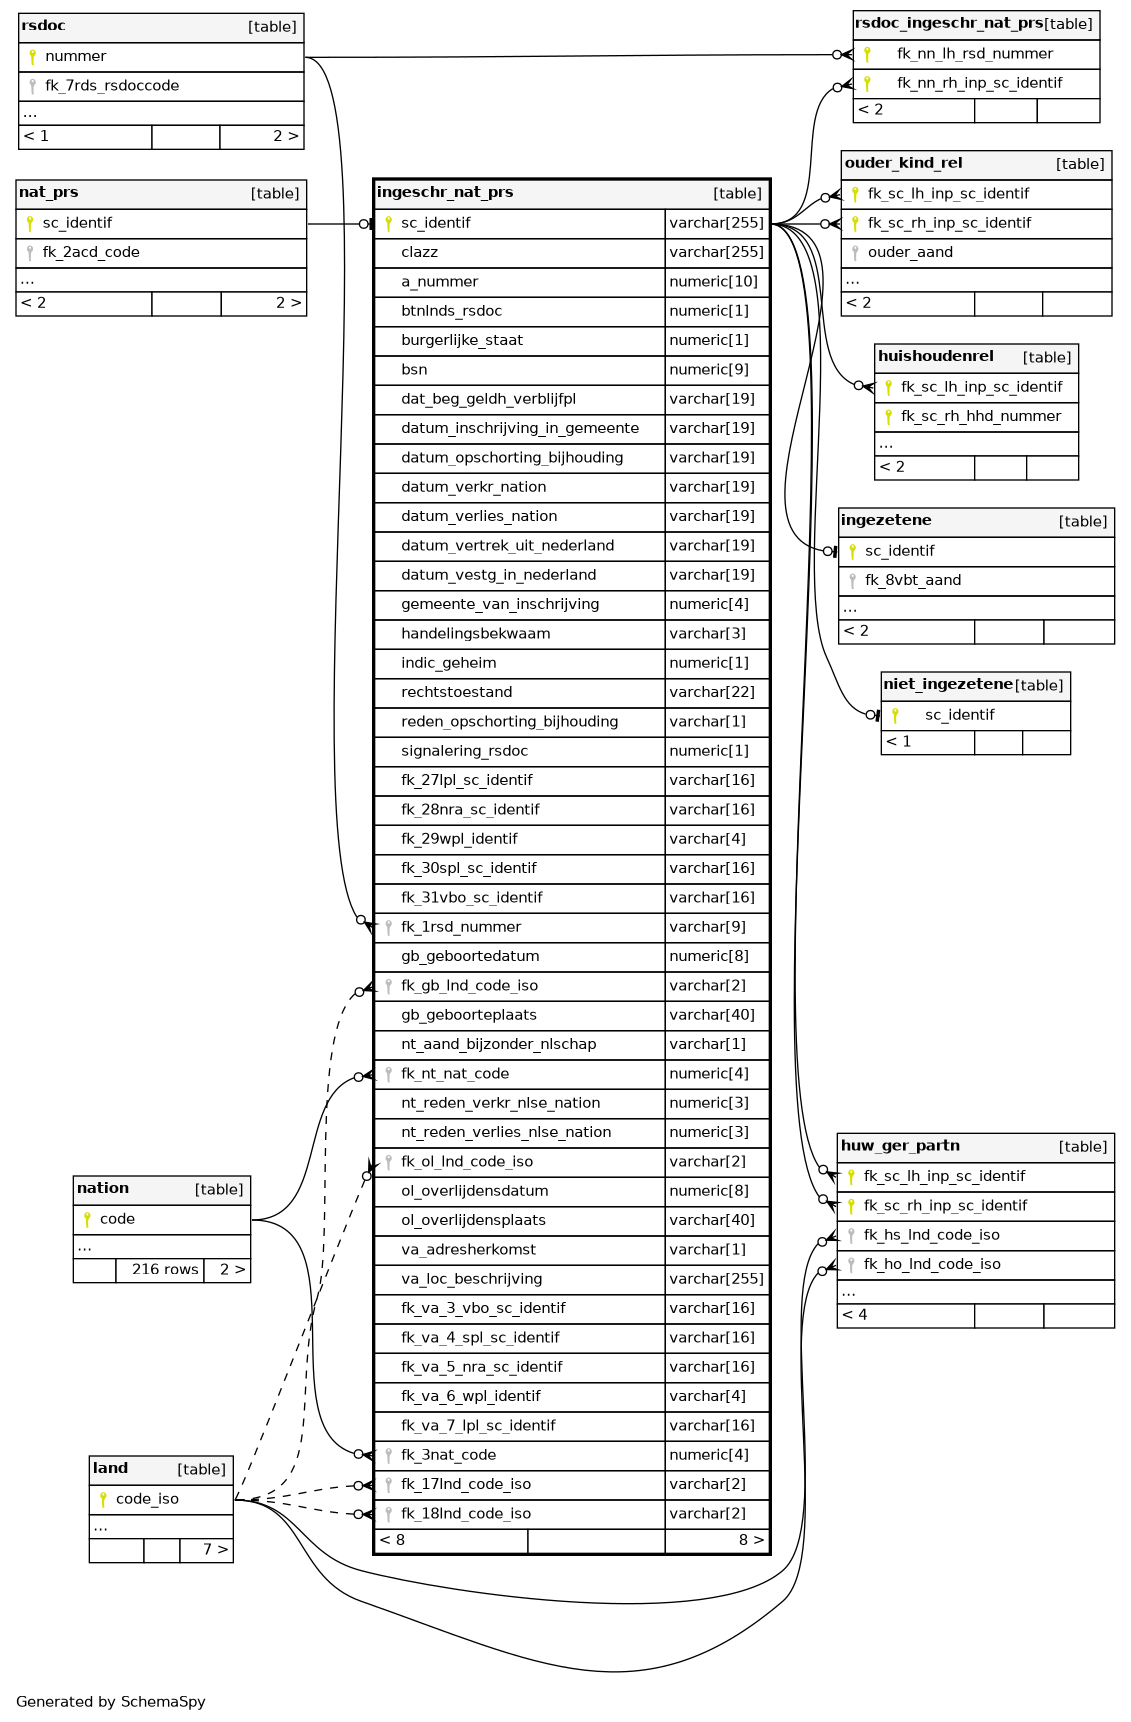 rsdoc [table]
nummer
fk_7rds_rsdoccode
...
< 1 2 >
nat_prs [table]
sc_identif
fk_2acd_code
...
< 2 2 >
nation [table]
code
...
216 rows 2 >
land [table]
code_iso
...
7 >
ingeschr_nat_prs [table]
sc_identif varchar[255]
clazz varchar[255]
a_nummer numeric[10]
btnlnds_rsdoc numeric[1]
burgerlijke_staat numeric[1]
bsn numeric[9]
dat_beg_geldh_verblijfpl varchar[19]
datum_inschrijving_in_gemeente varchar[19]
datum_opschorting_bijhouding varchar[19]
datum_verkr_nation varchar[19]
datum_verlies_nation varchar[19]
datum_vertrek_uit_nederland varchar[19]
datum_vestg_in_nederland varchar[19]
gemeente_van_inschrijving numeric[4]
handelingsbekwaam varchar[3]
indic_geheim numeric[1]
rechtstoestand varchar[22]
reden_opschorting_bijhouding varchar[1]
signalering_rsdoc numeric[1]
fk_27lpl_sc_identif varchar[16]
fk_28nra_sc_identif varchar[16]
fk_29wpl_identif varchar[4]
fk_30spl_sc_identif varchar[16]
fk_31vbo_sc_identif varchar[16]
fk_1rsd_nummer varchar[9]
gb_geboortedatum numeric[8]
fk_gb_lnd_code_iso varchar[2]
gb_geboorteplaats varchar[40]
nt_aand_bijzonder_nlschap varchar[1]
fk_nt_nat_code numeric[4]
nt_reden_verkr_nlse_nation numeric[3]
nt_reden_verlies_nlse_nation numeric[3]
fk_ol_lnd_code_iso varchar[2]
ol_overlijdensdatum numeric[8]
ol_overlijdensplaats varchar[40]
va_adresherkomst varchar[1]
va_loc_beschrijving varchar[255]
fk_va_3_vbo_sc_identif varchar[16]
fk_va_4_spl_sc_identif varchar[16]
fk_va_5_nra_sc_identif varchar[16]
fk_va_6_wpl_identif varchar[4]
fk_va_7_lpl_sc_identif varchar[16]
fk_3nat_code numeric[4]
fk_17lnd_code_iso varchar[2]
fk_18lnd_code_iso varchar[2]
< 8 8 >
rsdoc_ingeschr_nat_prs [table]
fk_nn_lh_rsd_nummer
fk_nn_rh_inp_sc_identif
< 2
ouder_kind_rel [table]
fk_sc_lh_inp_sc_identif
fk_sc_rh_inp_sc_identif
ouder_aand
...
< 2
huishoudenrel [table]
fk_sc_lh_inp_sc_identif
fk_sc_rh_hhd_nummer
...
< 2
ingezetene [table]
sc_identif
fk_8vbt_aand
...
< 2
niet_ingezetene [table]
sc_identif
< 1
huw_ger_partn [table]
fk_sc_lh_inp_sc_identif
fk_sc_rh_inp_sc_identif
fk_hs_lnd_code_iso
fk_ho_lnd_code_iso
...
< 4
Generated by SchemaSpy